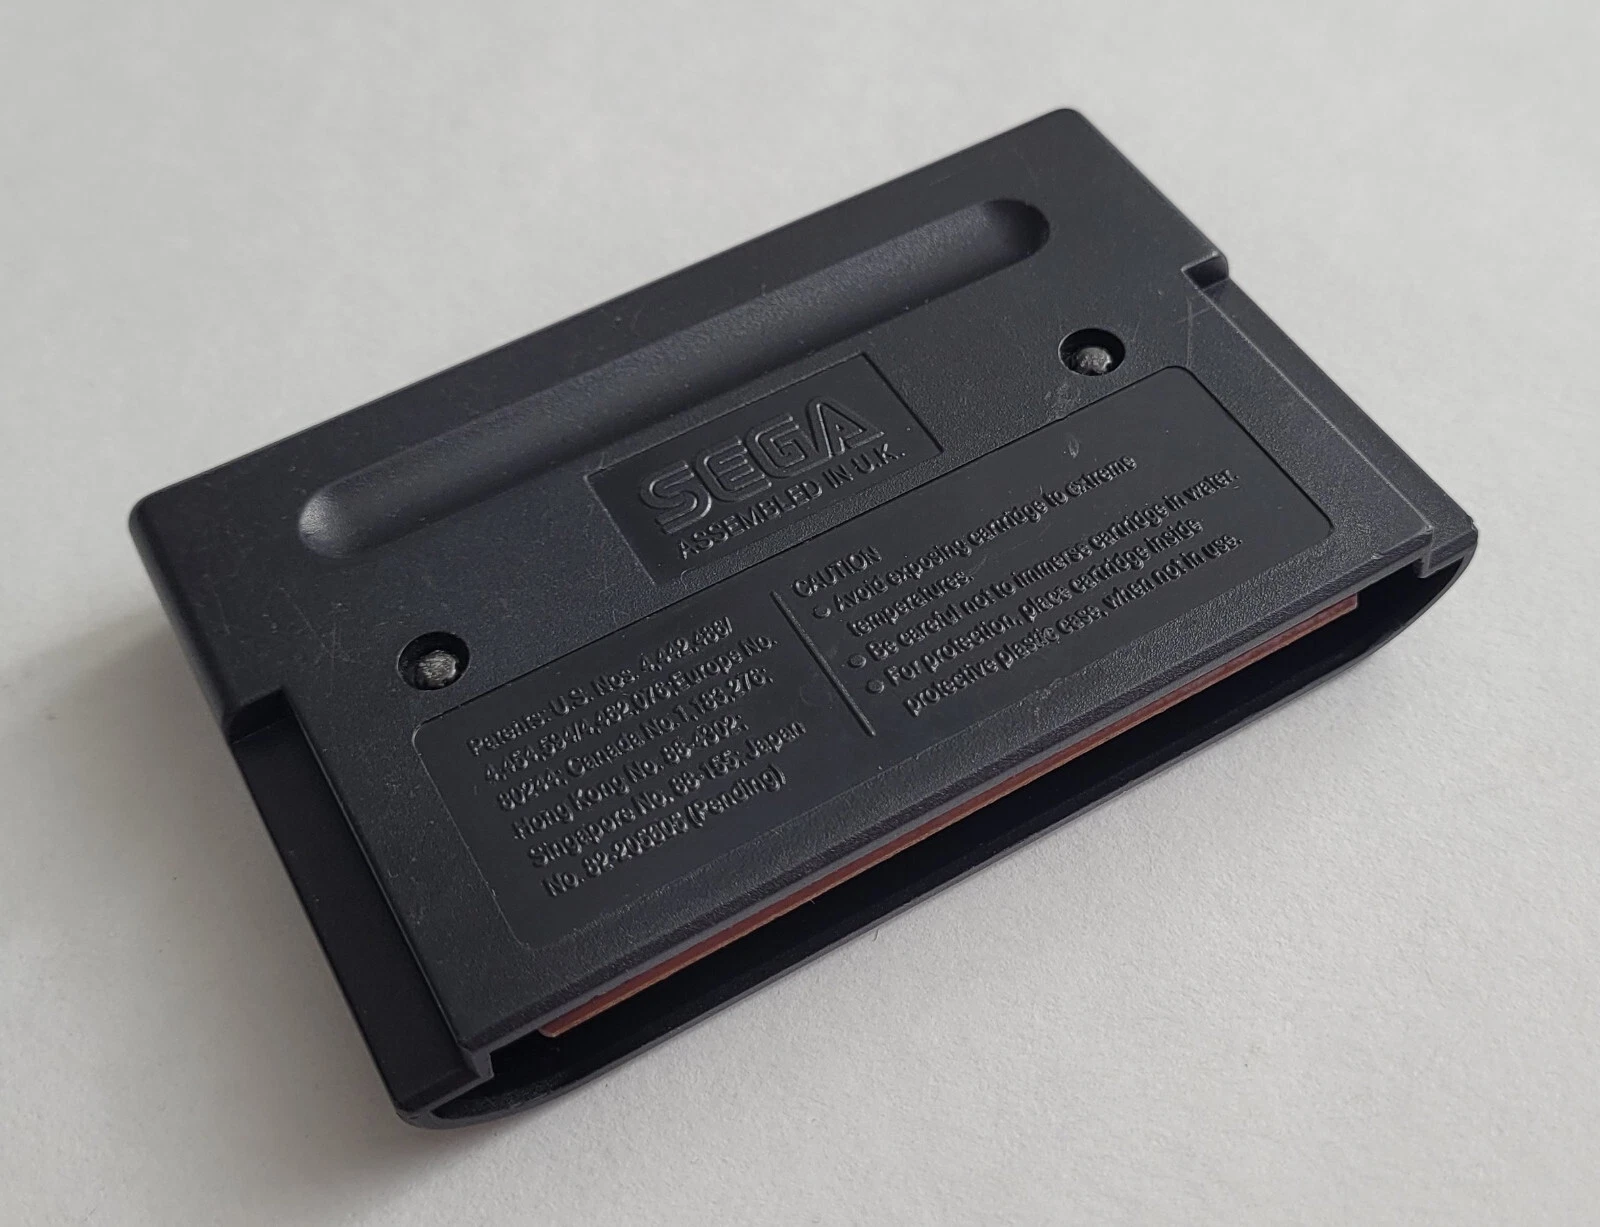 SEGA
ASSEMBLED IN U.K.
Patents: U.S. Nos. 4,442,486/
4,454,594/4,462,076; Europe No.
80244; Canada No. 1,183,276;
Hong Kong No. 88-4302;
Singapore No. 88-155; Japan
No. 82-205605 (Pending)
CAUTION
• Avoid exposing cartridge to extreme
temperatures.
• Be careful not to immerse cartridge in water.
• For protection, place cartridge inside
protective plastic case, when not in use.